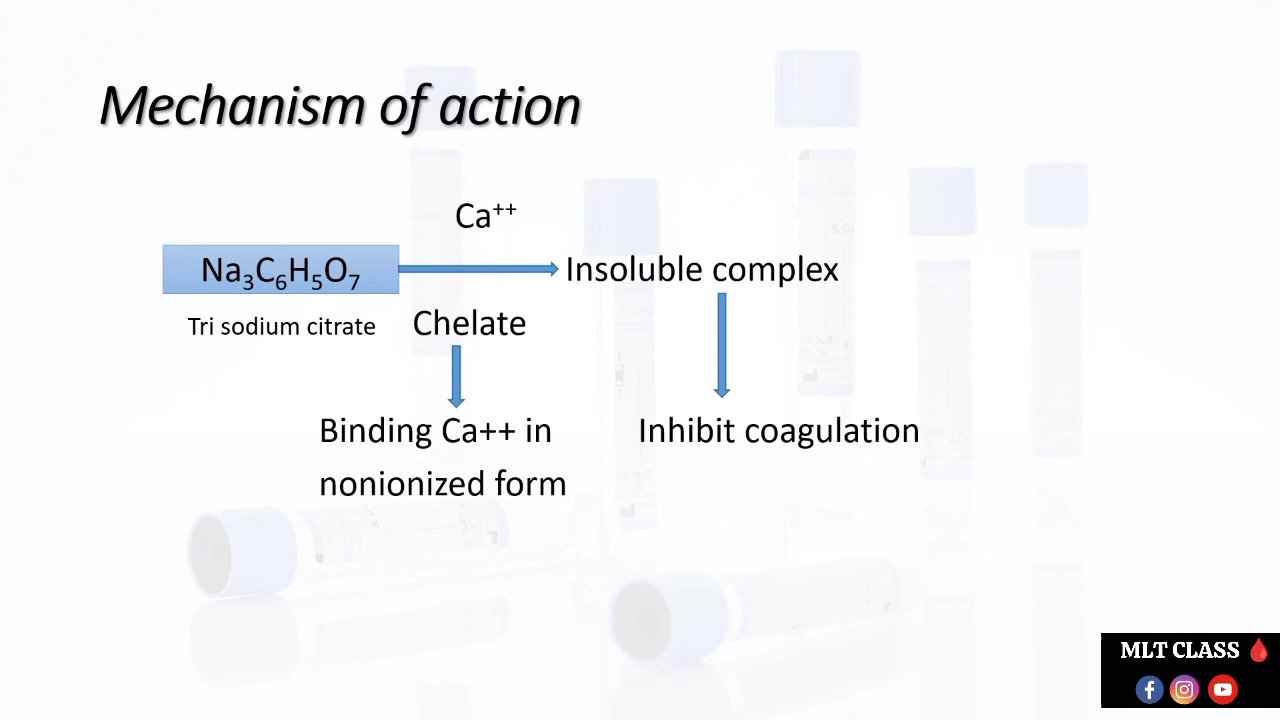 Mechanism of action
Ca⁺⁺
Na₃C₆H₅O₇
Insoluble complex
Tri sodium citrate
Chelate
Binding Ca++ in
nonionized form
Inhibit coagulation
MLT CLASS